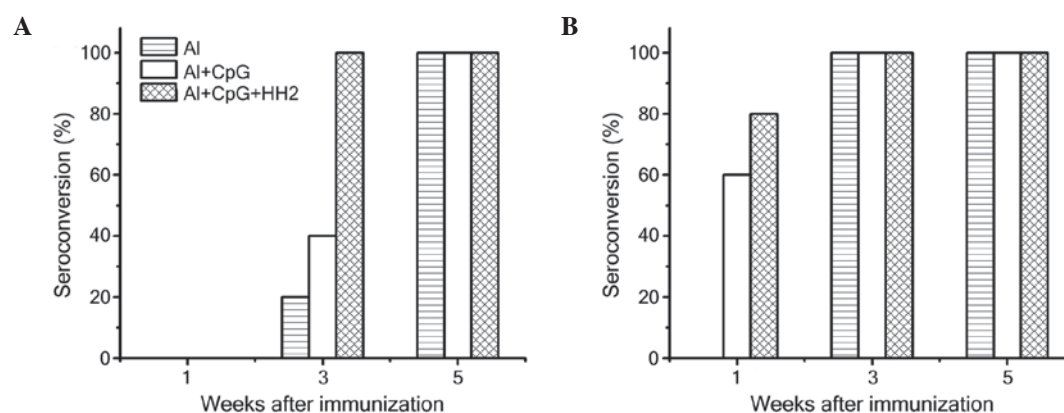 A
Seroconversion (%)
100
80
60
40
20
0
Al
Al+CpG
Al+CpG+HH2
1
3
5
Weeks after immunization
B
Seroconversion (%)
100
80
60
40
20
0
1
3
5
Weeks after immunization